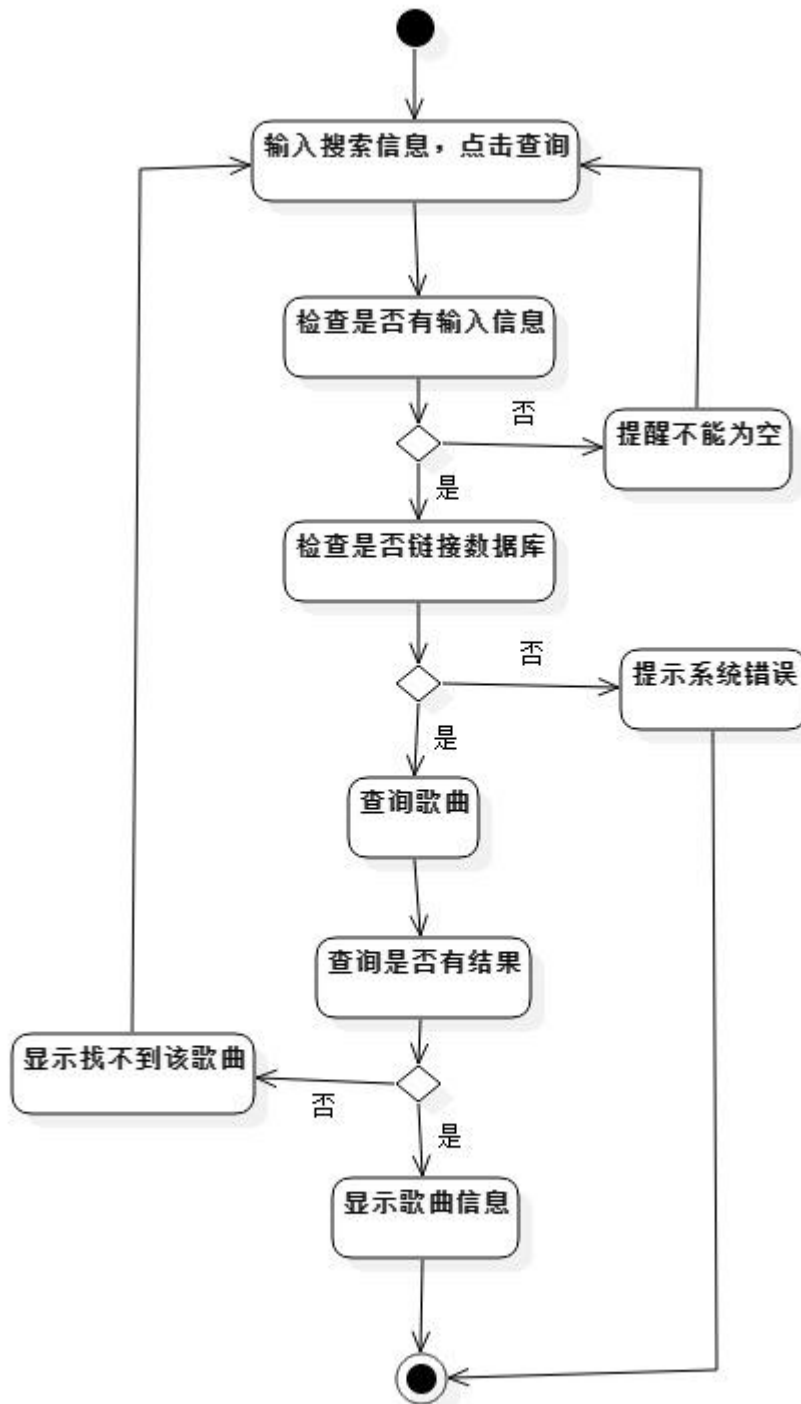 输入搜索信息，点击查询
检查是否有输入信息
否
提醒不能为空
是
检查是否链接数据库
否
提示系统错误
是
查询歌曲
查询是否有结果
显示找不到该歌曲
否
是
显示歌曲信息